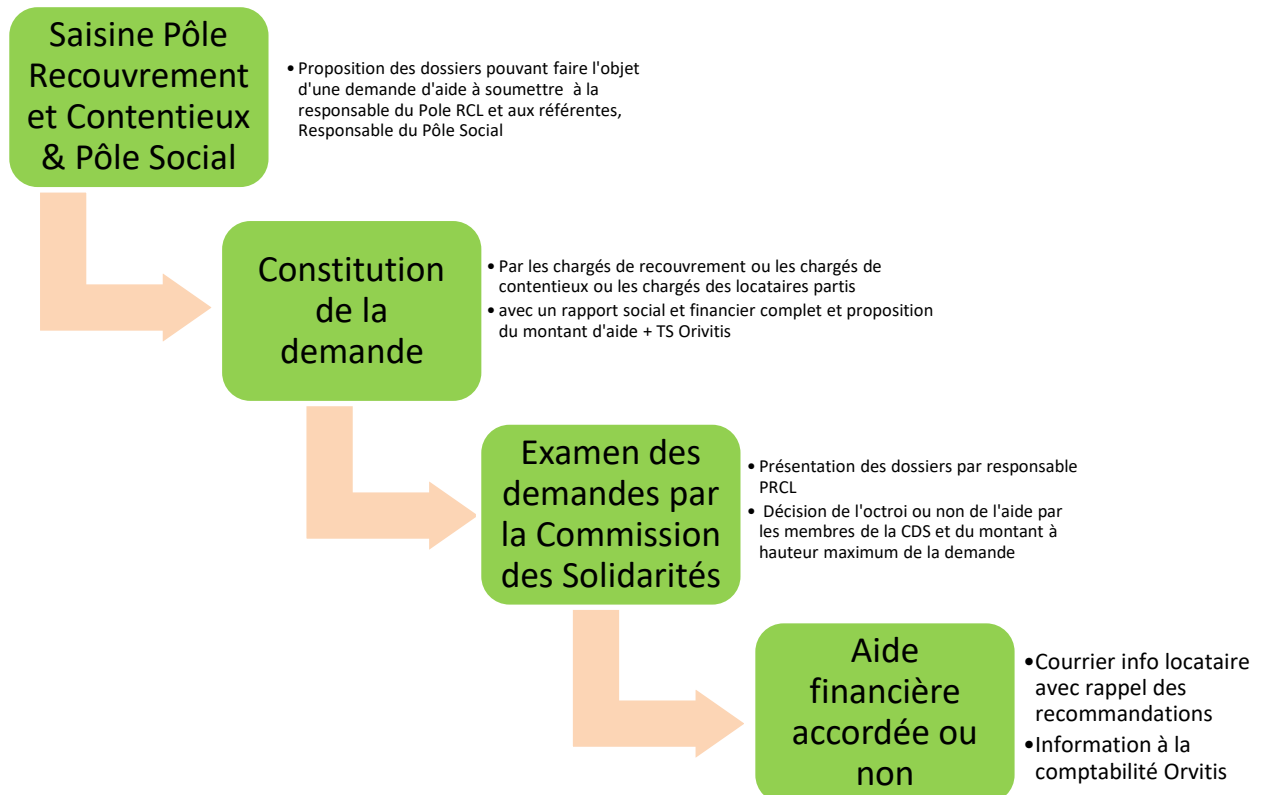 Saisine Pôle
Recouvrement
et Contentieux
& Pôle Social
• Proposition des dossiers pouvant faire l'objet
d'une demande d'aide à soumettre à la
responsable du Pole RCL et aux référentes,
Responsable du Pôle Social
Constitution
de la
demande
• Par les chargés de recouvrement ou les chargés de
contentieux ou les chargés des locataires partis
• avec un rapport social et financier complet et proposition
du montant d'aide + TS Orivitis
Examen des
demandes par
la Commission
des Solidarités
• Présentation des dossiers par responsable
PRCL
• Décision de l'octroi ou non de l'aide par
les membres de la CDS et du montant à
hauteur maximum de la demande
Aide
financière
accordée ou
non
•Courrier info locataire
avec rappel des
recommandations
•Information à la
comptabilité Orvitis